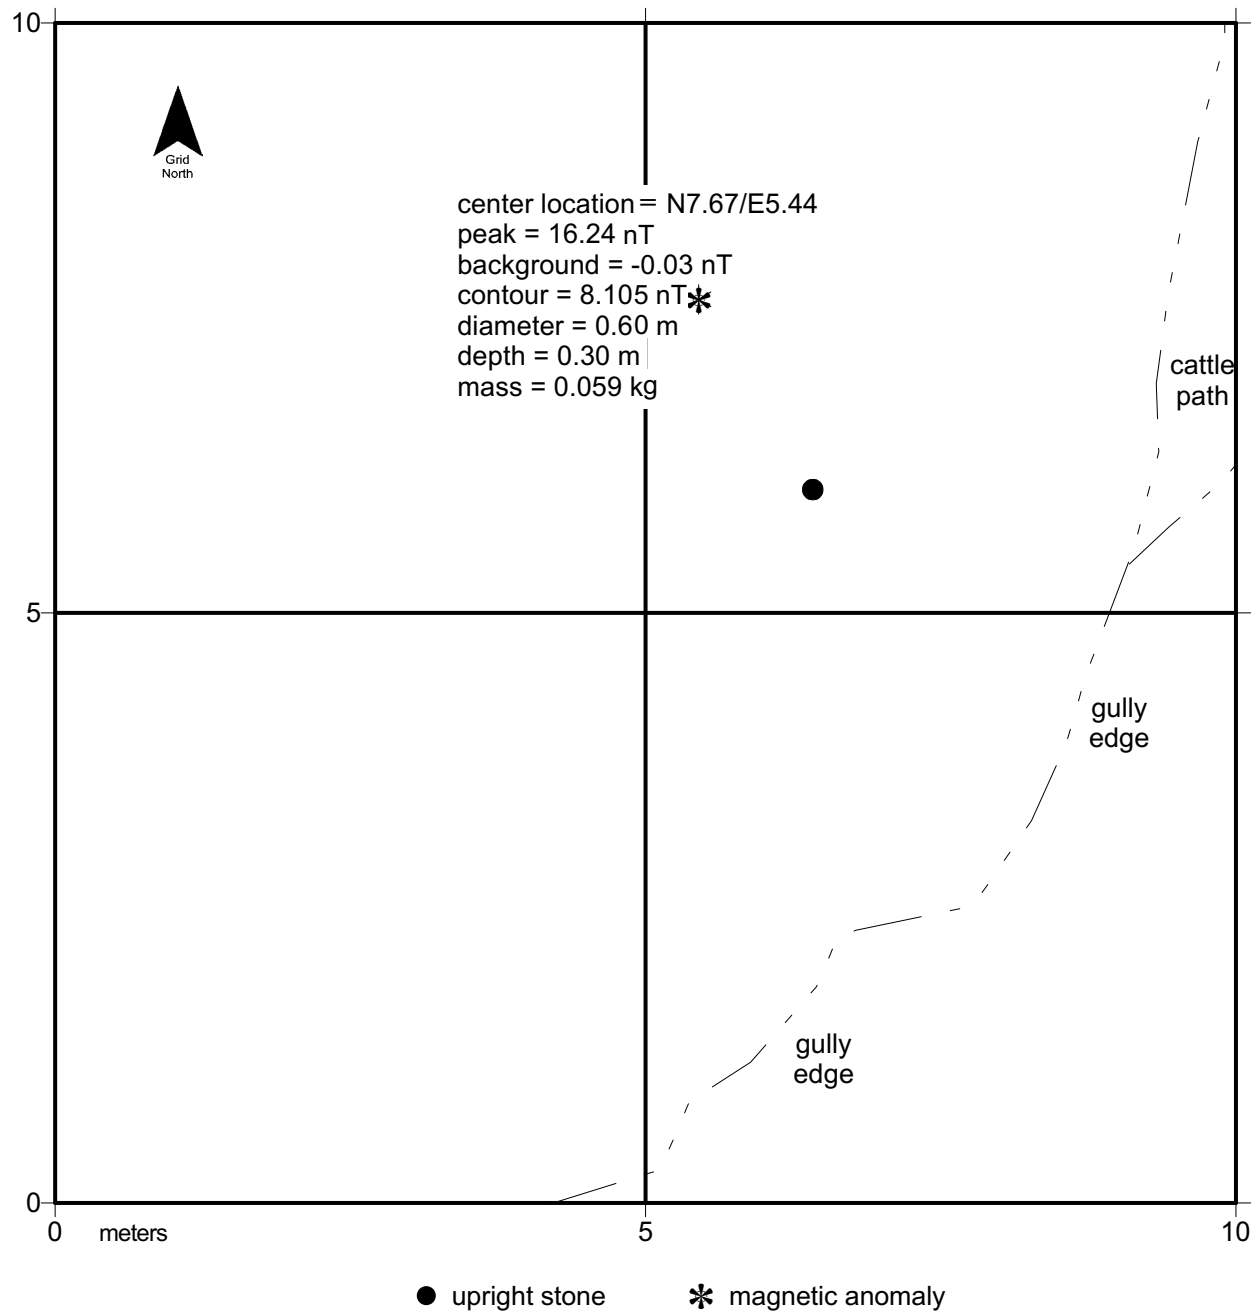 10
Grid
North
center location = N7.67/E5.44
peak = 16.24 nT
background = -0.03 nT
contour = 8.105 nT
diameter = 0.60 m
depth = 0.30 m
mass = 0.059 kg
cattle
path
5
gully
edge
gully
edge
0
0 meters 5 10
upright stone magnetic anomaly